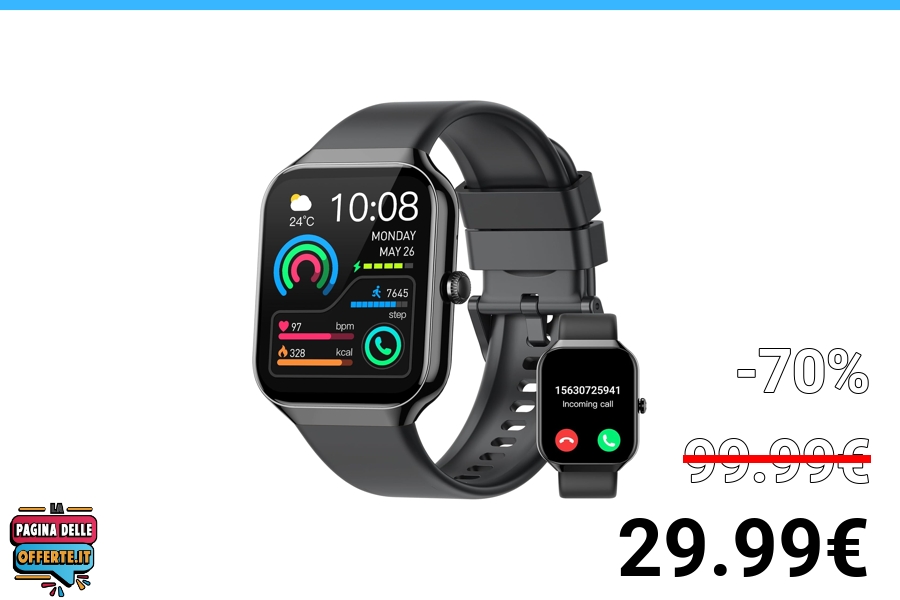 10:08
24°C
MONDAY
MAY 26
7645
step
97 bpm
328 kcal
15630725941
Incoming call
-70%
99.99€
29.99€
LA
PAGINA DELLE
OFFERTE.IT